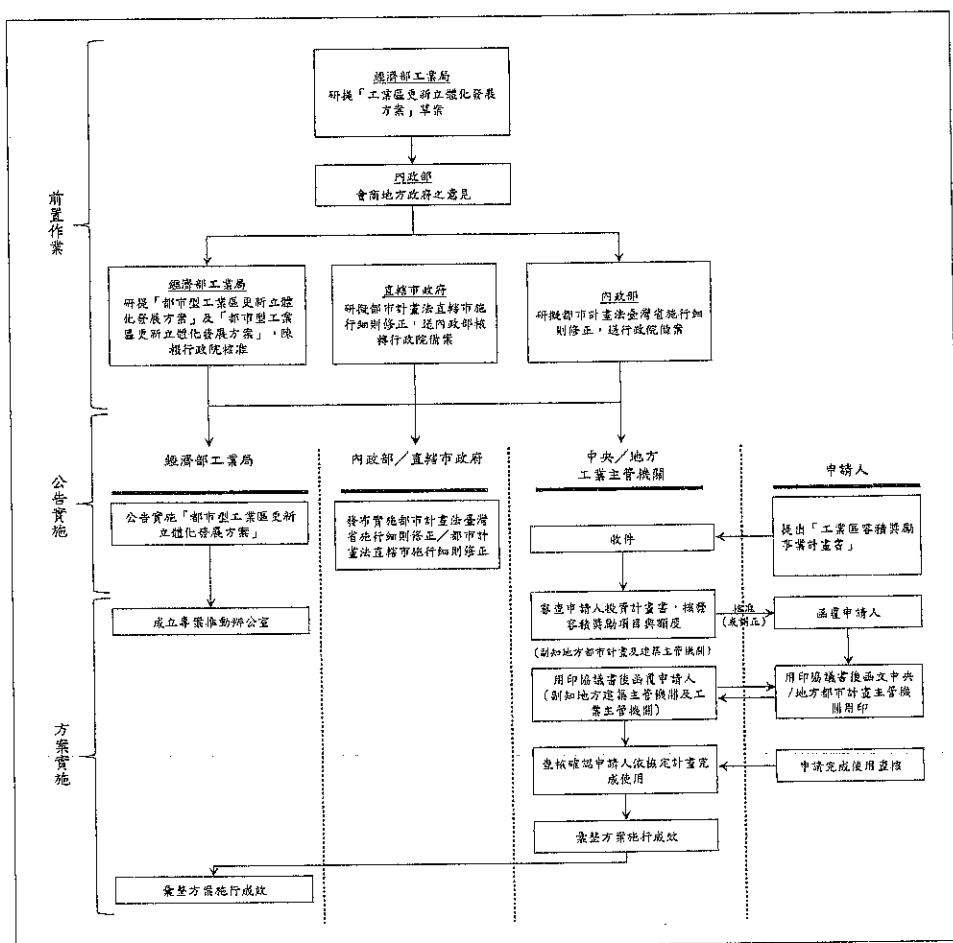 經濟部工業局
研提「工業區更新立體化發展
方案」草案
內政部
會商地方政府之意見
前置作業
經濟部工業局
研提「都市型工業區更新立體
化發展方案」及「都市型工業
區更新立體化發展方案」，陳
報行政院核准
直轄市政府
研擬都市計畫法直轄市施
行細則修正，送內政部核
轉行政院備案
內政部
研擬都市計畫法臺灣省施行細
則修正，送行政院備案
公告實施
經濟部工業局
內政部／直轄市政府
中央／地方
工業主管機關
申請人
公告實施「都市型工業區更新
立體化發展方案」
發布實施都市計畫法臺灣
省施行細則修正／都市計
畫法直轄市施行細則修正
收件
提出「工業區容積獎勵
事業計畫書」
方案實施
成立專案推動辦公室
審查申請人投資計畫書，核發
容積獎勵項目與額度
(副知地方都市計畫及建築主管機關)
核准
(或補正)
函覆申請人
用印協議書後函覆申請人
(副知地方建築主管機關及工
業主管機關)
用印協議書後函文中央
/地方都市計畫主管機
關用印
查核確認申請人依協定計畫完
成使用
申請完成使用查核
彙整方案施行成效
彙整方案施行成效